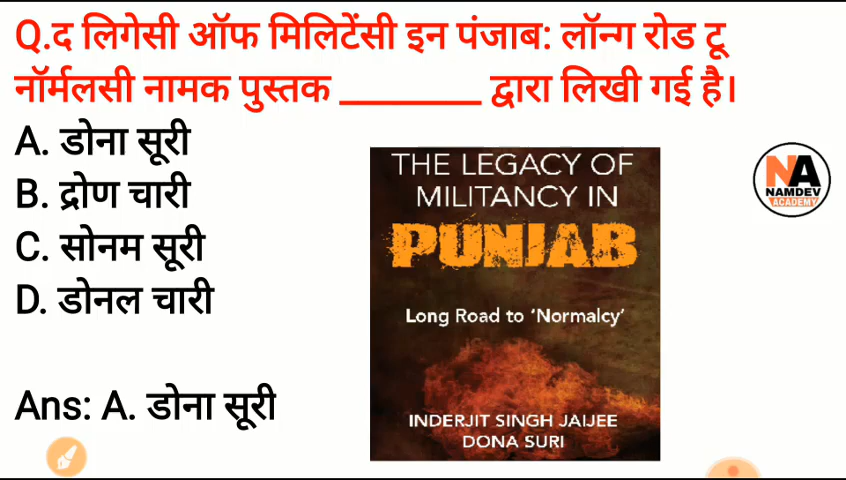 Q.द लिगेसी ऑफ मिलिटेंसी इन पंजाब: लॉन्ग रोड टू
नॉर्मलसी नामक पुस्तक ________ द्वारा लिखी गई है।
A. डोना सूरी
B. द्रोण चारी
C. सोनम सूरी
D. डोनल चारी
Ans: A. डोना सूरी
THE LEGACY OF
MILITANCY IN
PUNJAB
Long Road to ‘Normalcy’
INDERJIT SINGH JAIJEE
DONA SURI
NA
NAMDEV
ACADEMY